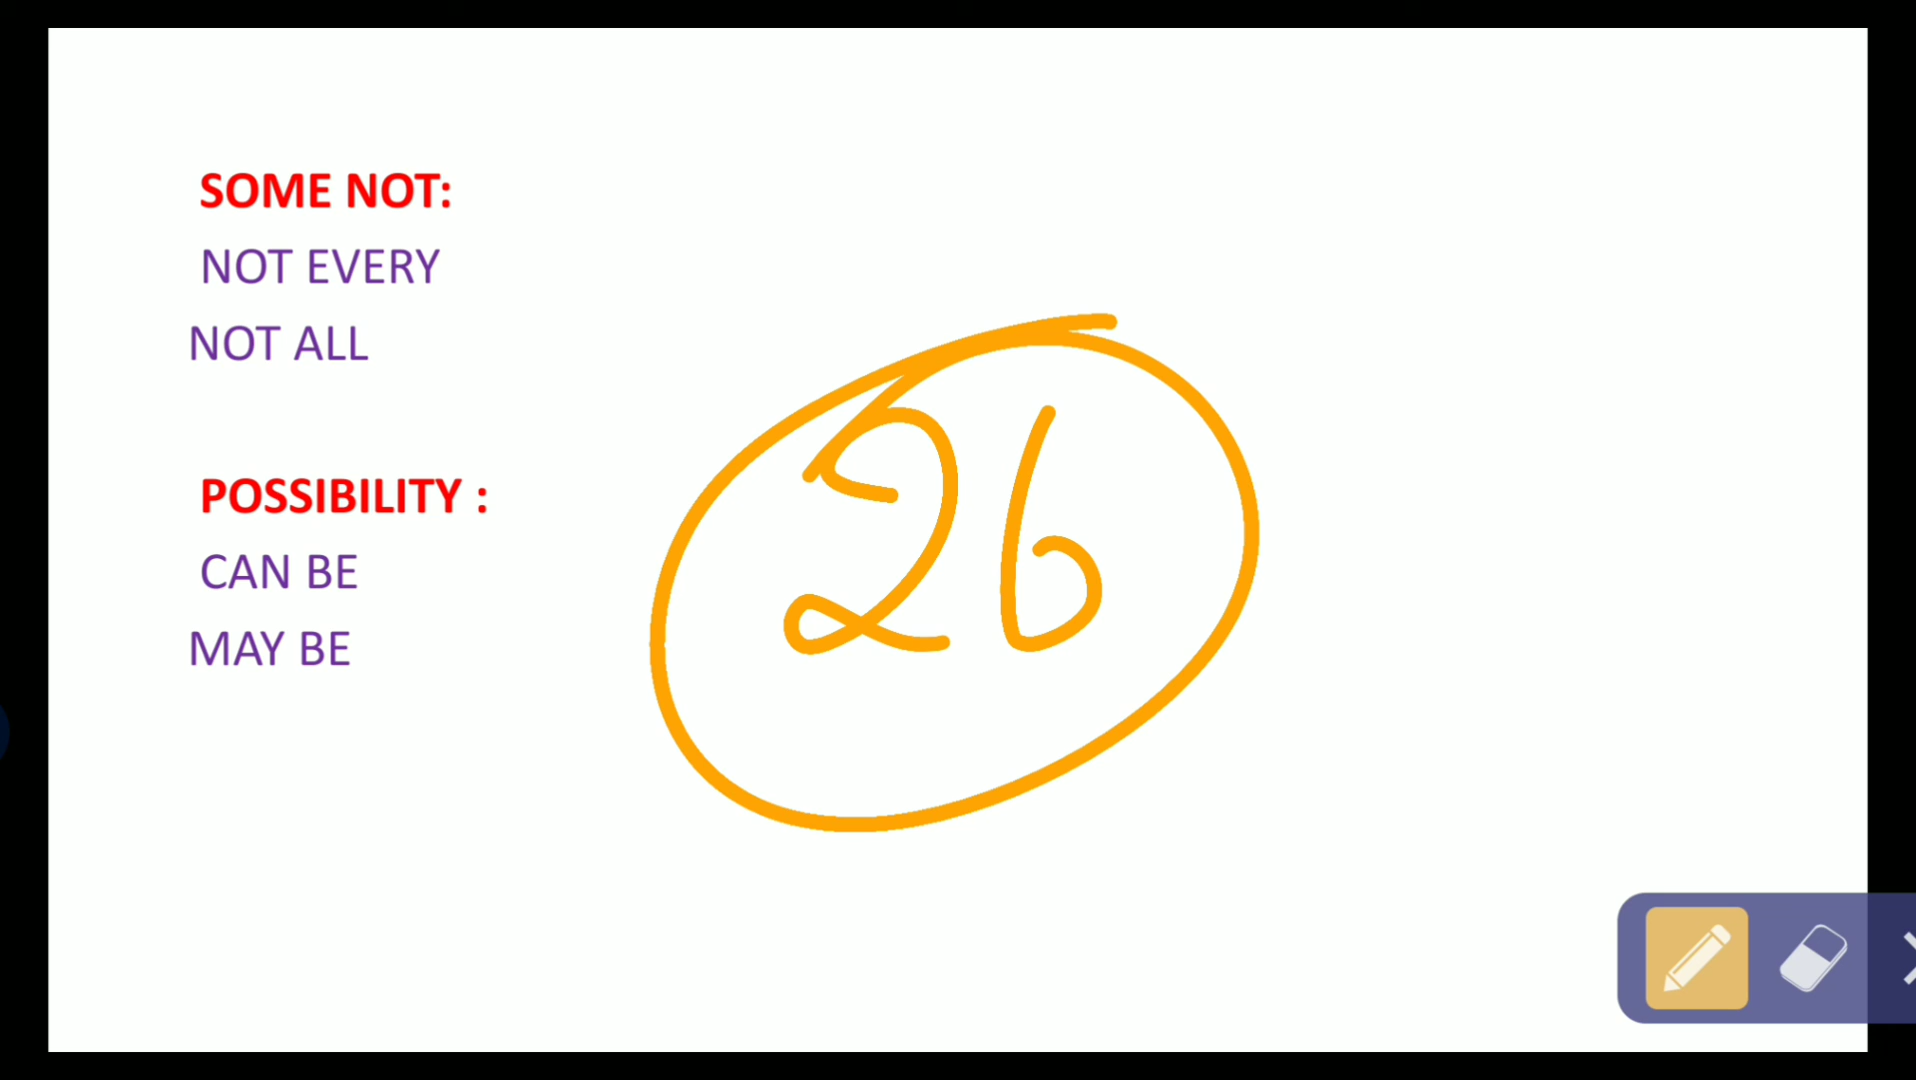 SOME NOT:
NOT EVERY
NOT ALL
26
POSSIBILITY :
CAN BE
MAY BE